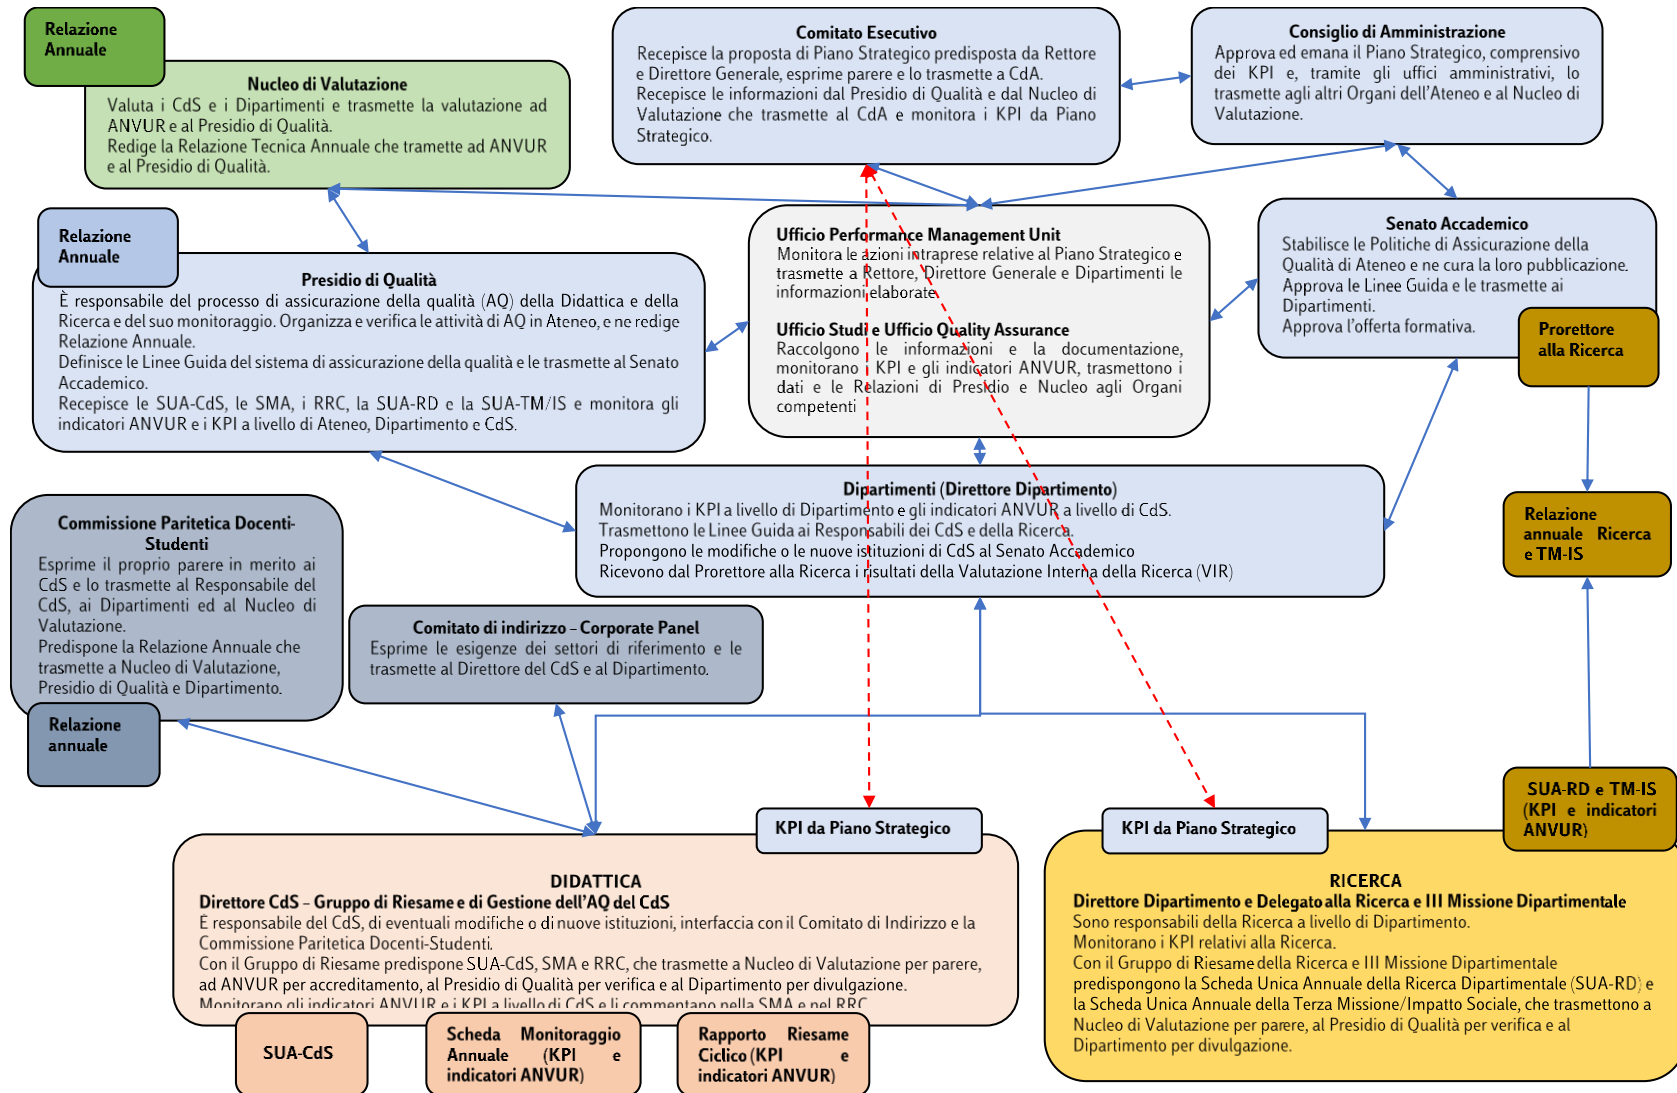 Relazione
Annuale
Nucleo di Valutazione
Valuta i CdS e i Dipartimenti e trasmette la valutazione ad
ANVUR e al Presidio di Qualità.
Redige la Relazione Tecnica Annuale che tramette ad ANVUR
e al Presidio di Qualità.
Comitato Esecutivo
Recepisce la proposta di Piano Strategico predisposta da Rettore
e Direttore Generale, esprime parere e lo trasmette a CdA.
Recepisce le informazioni dal Presidio di Qualità e dal Nucleo di
Valutazione che trasmette al CdA e monitora i KPI da Piano
Strategico.
Consiglio di Amministrazione
Approva ed emana il Piano Strategico, comprensivo
dei KPI e, tramite gli uffici amministrativi, lo
trasmette agli altri Organi dell'Ateneo e al Nucleo di
Valutazione.
Relazione
Annuale
Presidio di Qualità
È responsabile del processo di assicurazione della qualità (AQ) della Didattica e della
Ricerca e del suo monitoraggio. Organizza e verifica le attività di AQ in Ateneo, e ne redige
Relazione Annuale.
Definisce le Linee Guida del sistema di assicurazione della qualità e le trasmette al Senato
Accademico.
Recepisce le SUA-CdS, le SMA, i RRC, la SUA-RD e la SUA-TM/IS e monitora gli
indicatori ANVUR e i KPI a livello di Ateneo, Dipartimento e CdS.
Ufficio Performance Management Unit
Monitora le azioni intraprese relative al Piano Strategico e
trasmette a Rettore, Direttore Generale e Dipartimenti le
informazioni elaborate
Ufficio Studi e Ufficio Quality Assurance
Raccolgono le informazioni e la documentazione,
monitorano i KPI e gli indicatori ANVUR, trasmettono i
dati e le Relazioni di Presidio e Nucleo agli Organi
competenti
Senato Accademico
Stabilisce le Politiche di Assicurazione della
Qualità di Ateneo e ne cura la loro pubblicazione.
Approva le Linee Guida e le trasmette ai
Dipartimenti.
Approva l'offerta formativa.
Prorettore
alla Ricerca
Dipartimenti (Direttore Dipartimento)
Monitorano i KPI a livello di Dipartimento e gli indicatori ANVUR a livello di CdS.
Trasmettono le Linee Guida ai Responsabili dei CdS e della Ricerca.
Propongono le modifiche o le nuove istituzioni di CdS al Senato Accademico
Ricevono dal Prorettore alla Ricerca i risultati della Valutazione Interna della Ricerca (VIR)
Relazione
annuale Ricerca
e TM-IS
Commissione Paritetica Docenti-
Studenti
Esprime il proprio parere in merito ai
CdS e lo trasmette al Responsabile del
CdS, ai Dipartimenti ed al Nucleo di
Valutazione.
Predispone la Relazione Annuale che
trasmette a Nucleo di Valutazione,
Presidio di Qualità e Dipartimento.
Relazione
annuale
Comitato di indirizzo – Corporate Panel
Esprime le esigenze dei settori di riferimento e le
trasmette al Direttore del CdS e al Dipartimento.
KPI da Piano Strategico
KPI da Piano Strategico
SUA-RD e TM-IS
(KPI e indicatori
ANVUR)
DIDATTICA
Direttore CdS – Gruppo di Riesame e di Gestione dell'AQ del CdS
È responsabile del CdS, di eventuali modifiche o di nuove istituzioni, interfaccia con il Comitato di Indirizzo e la
Commissione Paritetica Docenti-Studenti.
Con il Gruppo di Riesame predispone SUA-CdS, SMA e RRC, che trasmette a Nucleo di Valutazione per parere,
ad ANVUR per accreditamento, al Presidio di Qualità per verifica e al Dipartimento per divulgazione.
Monitorano gli indicatori ANVUR e i KPI a livello di CdS e li commentano nella SMA e nel RRC
SUA-CdS
Scheda Monitoraggio
Annuale (KPI e
indicatori ANVUR)
Rapporto Riesame
Ciclico (KPI e
indicatori ANVUR)
RICERCA
Direttore Dipartimento e Delegato alla Ricerca e III Missione Dipartimentale
Sono responsabili della Ricerca a livello di Dipartimento.
Monitorano i KPI relativi alla Ricerca.
Con il Gruppo di Riesame della Ricerca e III Missione Dipartimentale
predispongono la Scheda Unica Annuale della Ricerca Dipartimentale (SUA-RD) e
la Scheda Unica Annuale della Terza Missione/Impatto Sociale, che trasmettono a
Nucleo di Valutazione per parere, al Presidio di Qualità per verifica e al
Dipartimento per divulgazione.